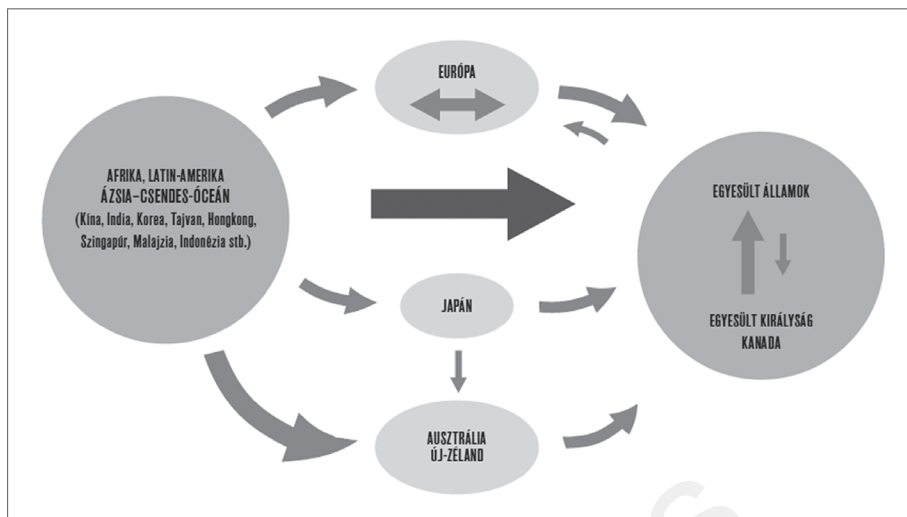 EURÓPA
AFRIKA, LATIN-AMERIKA
ÁZSIA–CSENDES-ÓCEÁN
(Kína, India, Korea, Tajvan, Hongkong,
Szingapúr, Malajzia, Indonézia stb.)
EGYESÜLT ÁLLAMOK
JAPÁN
EGYESÜLT KIRÁLYSÁG
KANADA
AUSZTRÁLIA
ÚJ-ZÉLAND